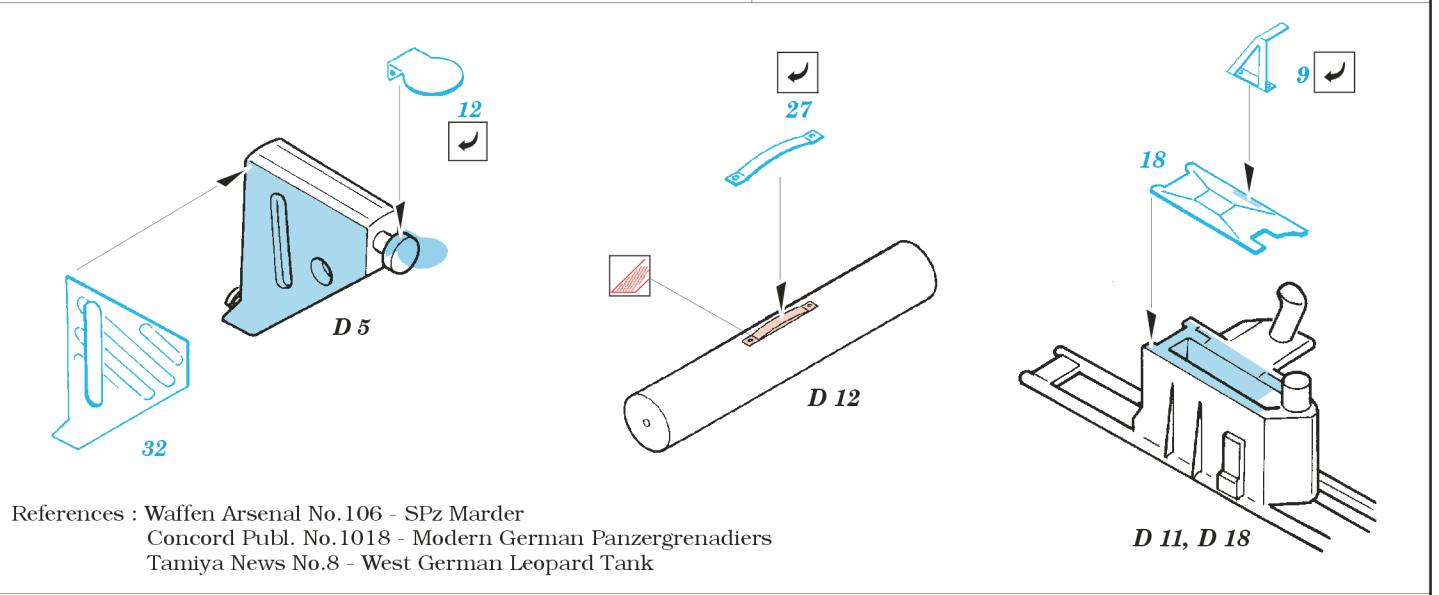 12
27
9
18
D 5
D 12
32
D 11, D 18
References : Waffen Arsenal No.106 - SPz Marder
Concord Publ. No.1018 - Modern German Panzergrenadiers
Tamiya News No.8 - West German Leopard Tank